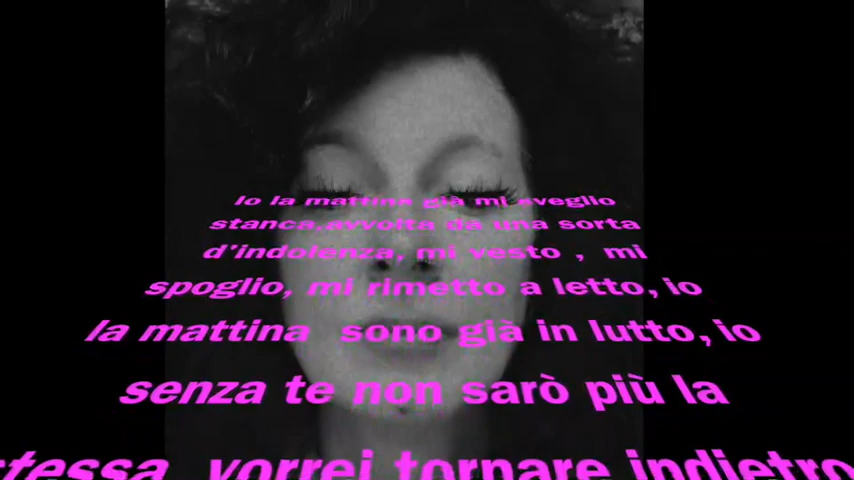 Io la mattina già mi sveglio
stanca,avvolta da una sorta
d'indolenza, mi vesto , mi
spoglio, mi rimetto a letto, io
la mattina sono già in lutto, io
senza te non sarò più la
stessa, vorrei tornare indietro